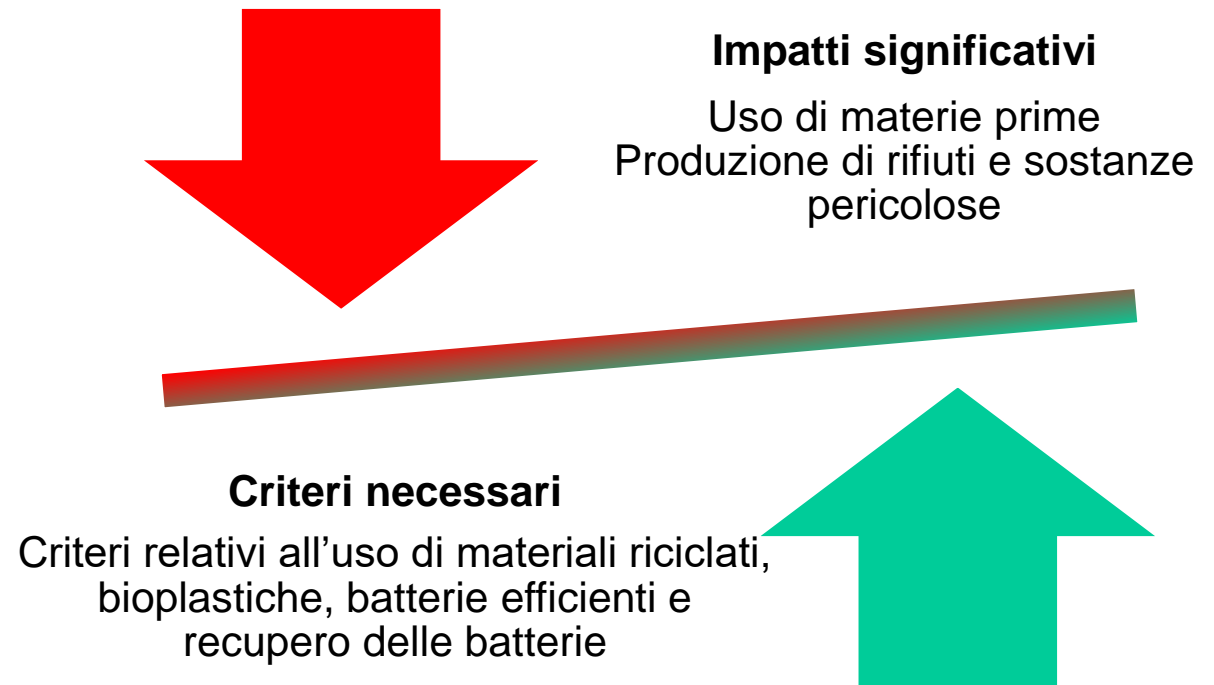 Impatti significativi
Uso di materie prime
Produzione di rifiuti e sostanze
pericolose
Criteri necessari
Criteri relativi all’uso di materiali riciclati,
bioplastiche, batterie efficienti e
recupero delle batterie